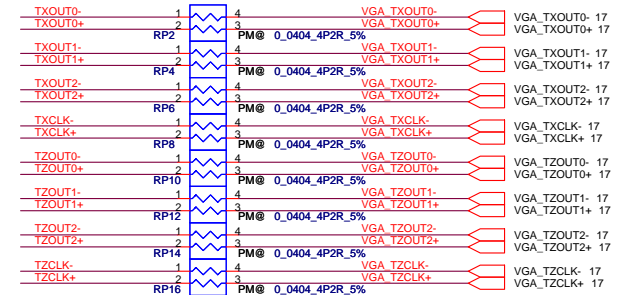 TXOUT0- 1 4 VGA_TXOUT0- VGA_TXOUT0- 17
TXOUT0+ 2 3 VGA_TXOUT0+ VGA_TXOUT0+ 17
RP2 PM@ 0_0404_4P2R_5%
TXOUT1- 1 4 VGA_TXOUT1- VGA_TXOUT1- 17
TXOUT1+ 2 3 VGA_TXOUT1+ VGA_TXOUT1+ 17
RP4 PM@ 0_0404_4P2R_5%
TXOUT2- 1 4 VGA_TXOUT2- VGA_TXOUT2- 17
TXOUT2+ 2 3 VGA_TXOUT2+ VGA_TXOUT2+ 17
RP6 PM@ 0_0404_4P2R_5%
TXCLK- 1 4 VGA_TXCLK- VGA_TXCLK- 17
TXCLK+ 2 3 VGA_TXCLK+ VGA_TXCLK+ 17
RP8 PM@ 0_0404_4P2R_5%
TZOUT0- 1 4 VGA_TZOUT0- VGA_TZOUT0- 17
TZOUT0+ 2 3 VGA_TZOUT0+ VGA_TZOUT0+ 17
RP10 PM@ 0_0404_4P2R_5%
TZOUT1- 1 4 VGA_TZOUT1- VGA_TZOUT1- 17
TZOUT1+ 2 3 VGA_TZOUT1+ VGA_TZOUT1+ 17
RP12 PM@ 0_0404_4P2R_5%
TZOUT2- 1 4 VGA_TZOUT2- VGA_TZOUT2- 17
TZOUT2+ 2 3 VGA_TZOUT2+ VGA_TZOUT2+ 17
RP14 PM@ 0_0404_4P2R_5%
TZCLK- 1 4 VGA_TZCLK- VGA_TZCLK- 17
TZCLK+ 2 3 VGA_TZCLK+ VGA_TZCLK+ 17
RP16 PM@ 0_0404_4P2R_5%